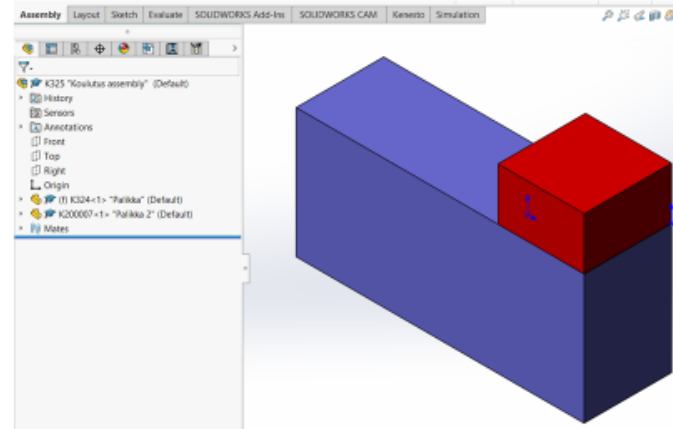 Assembly Layout Sketch Evaluate SOLIDWORKS Add-Ins SOLIDWORKS CAM Kenesto Simulation
K325 "Koulutus assembly" (Default)
History
Sensors
Annotations
Front
Top
Right
Origin
(f) K324<1> "Palikka" (Default)
K200007<1> "Palikka 2" (Default)
Mates